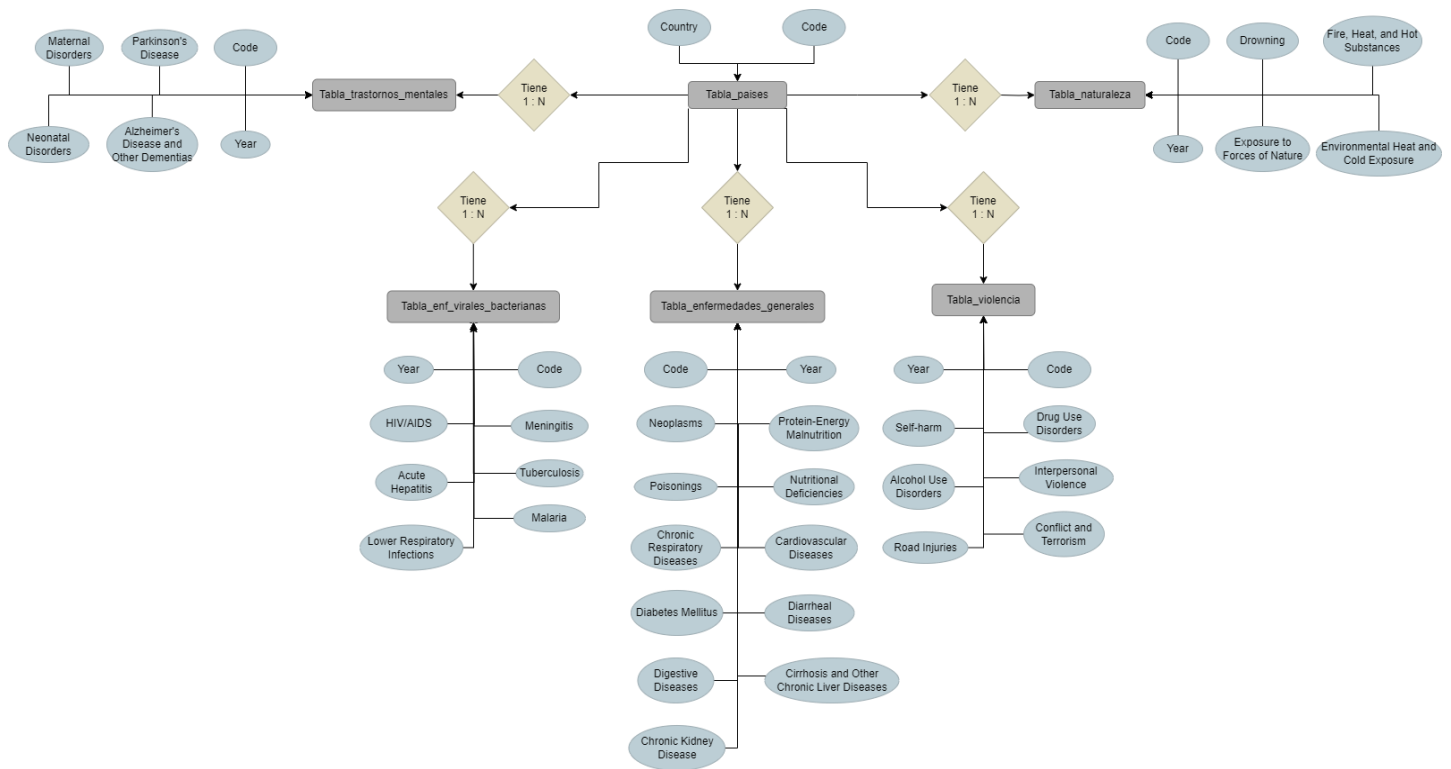 Country
Code
Maternal
Disorders
Parkinson's
Disease
Code
Tabla_trastornos_mentales
Tiene
1 : N
Tabla_paises
Tiene
1 : N
Tabla_naturaleza
Code
Drowning
Fire, Heat, and Hot
Substances
Neonatal
Disorders
Alzheimer's
Disease and
Other Dementias
Year
Year
Exposure to
Forces of Nature
Environmental Heat and
Cold Exposure
Tiene
1 : N
Tiene
1 : N
Tiene
1 : N
Tabla_enf_virales_bacterianas
Year
Code
HIV/AIDS
Meningitis
Acute
Hepatitis
Tuberculosis
Malaria
Lower Respiratory
Infections
Tabla_enfermedades_generales
Code
Year
Neoplasms
Protein-Energy
Malnutrition
Poisonings
Nutritional
Deficiencies
Chronic
Respiratory
Diseases
Cardiovascular
Diseases
Diabetes Mellitus
Diarrheal
Diseases
Digestive
Diseases
Cirrhosis and Other
Chronic Liver Diseases
Chronic Kidney
Disease
Tabla_violencia
Year
Code
Self-harm
Drug Use
Disorders
Alcohol Use
Disorders
Interpersonal
Violence
Road Injuries
Conflict and
Terrorism